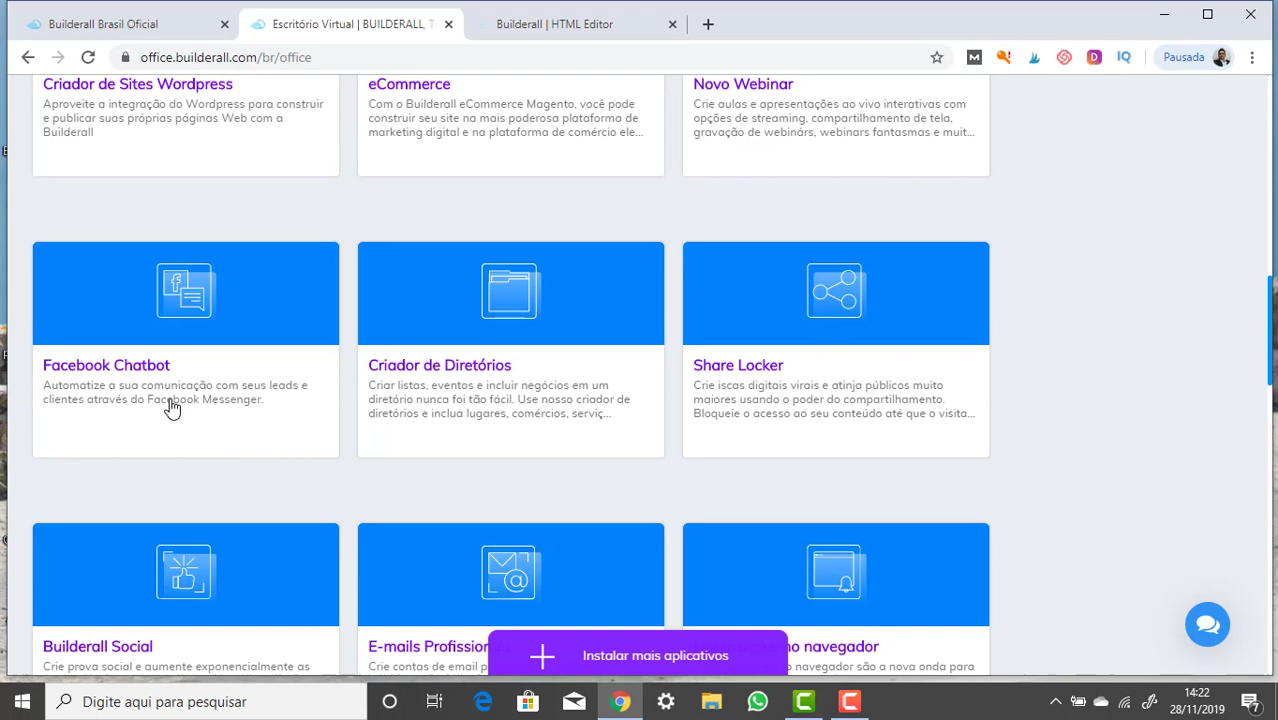 Builderall Brasil Oficial
Escritório Virtual | BUILDERALL, T
Builderall | HTML Editor
office.builderall.com/br/office
M
D
IQ
Pausada
Criador de Sites Wordpress
Aproveite a integração do Wordpress para construir
e publicar suas próprias páginas Web com a
Builderall
eCommerce
Com o Builderall eCommerce Magento, você pode
construir seu site na mais poderosa plataforma de
marketing digital e na plataforma de comércio ele...
Novo Webinar
Crie aulas e apresentações ao vivo interativas com
opções de streaming, compartilhamento de tela,
gravação de webinárs, webinars fantasmas e muit...
Facebook Chatbot
Automatize a sua comunicação com seus leads e
clientes através do Facebook Messenger.
Criador de Diretórios
Criar listas, eventos e incluir negócios em um
diretório nunca foi tão fácil. Use nosso criador de
diretórios e inclua lugares, comércios, serviç...
Share Locker
Crie iscas digitais virais e atinja públicos muito
maiores usando o poder do compartilhamento.
Bloqueie o acesso ao seu conteúdo até que o visita...
Builderall Social
Crie prova social e aumente exponencialmente as
E-mails Profission
Crie contas de email p
no navegador
navegador são a nova onda para
Instalar mais aplicativos
Digite aqui para pesquisar
14:22
28/11/2019
7